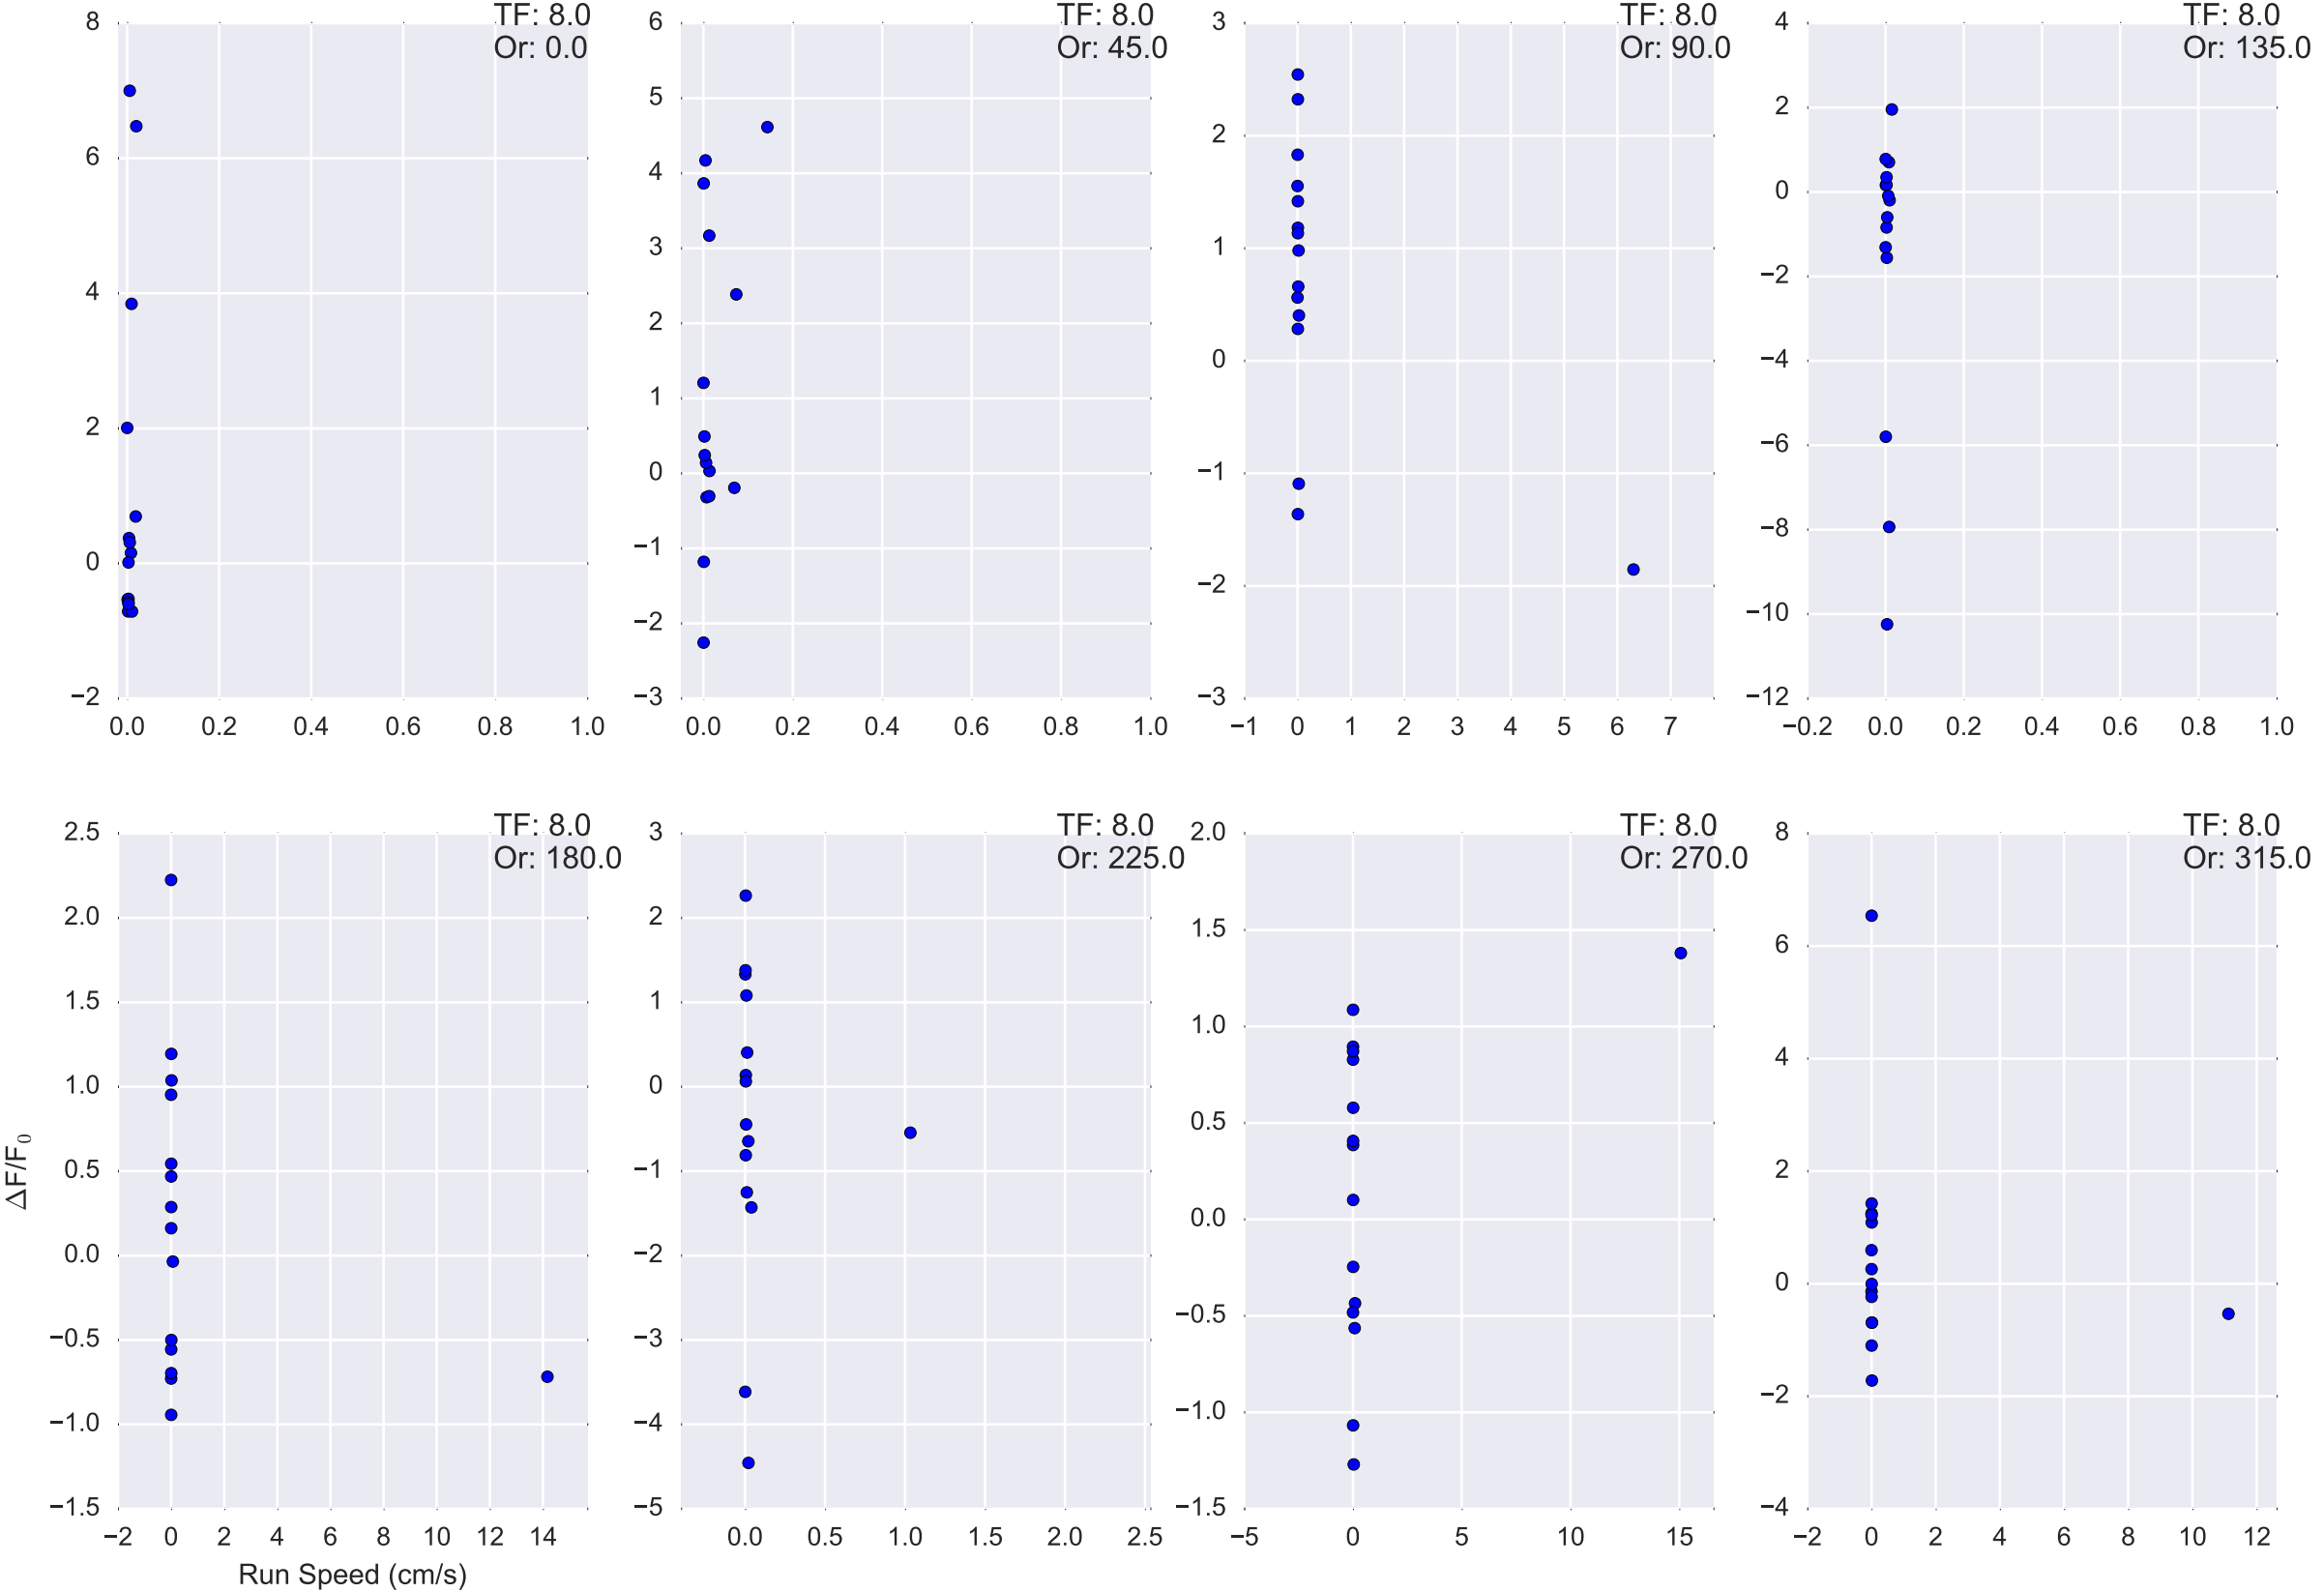 TF: 8.0
Or: 0.0
8
6
4
2
0
−2
0.0 0.2 0.4 0.6 0.8 1.0
TF: 8.0
Or: 45.0
6
5
4
3
2
1
0
−1
−2
−3
0.0 0.2 0.4 0.6 0.8 1.0
TF: 8.0
Or: 90.0
3
2
1
0
−1
−2
−3
−1 0 1 2 3 4 5 6 7
TF: 8.0
Or: 135.0
4
2
0
−2
−4
−6
−8
−10
−12
−0.2 0.0 0.2 0.4 0.6 0.8 1.0
TF: 8.0
Or: 180.0
2.5
2.0
1.5
1.0
0.5
0.0
−0.5
−1.0
−1.5
ΔF/F₀
−2 0 2 4 6 8 10 12 14
Run Speed (cm/s)
TF: 8.0
Or: 225.0
3
2
1
0
−1
−2
−3
−4
−5
0.0 0.5 1.0 1.5 2.0 2.5
TF: 8.0
Or: 270.0
2.0
1.5
1.0
0.5
0.0
−0.5
−1.0
−1.5
−5 0 5 10 15
TF: 8.0
Or: 315.0
8
6
4
2
0
−2
−4
−2 0 2 4 6 8 10 12